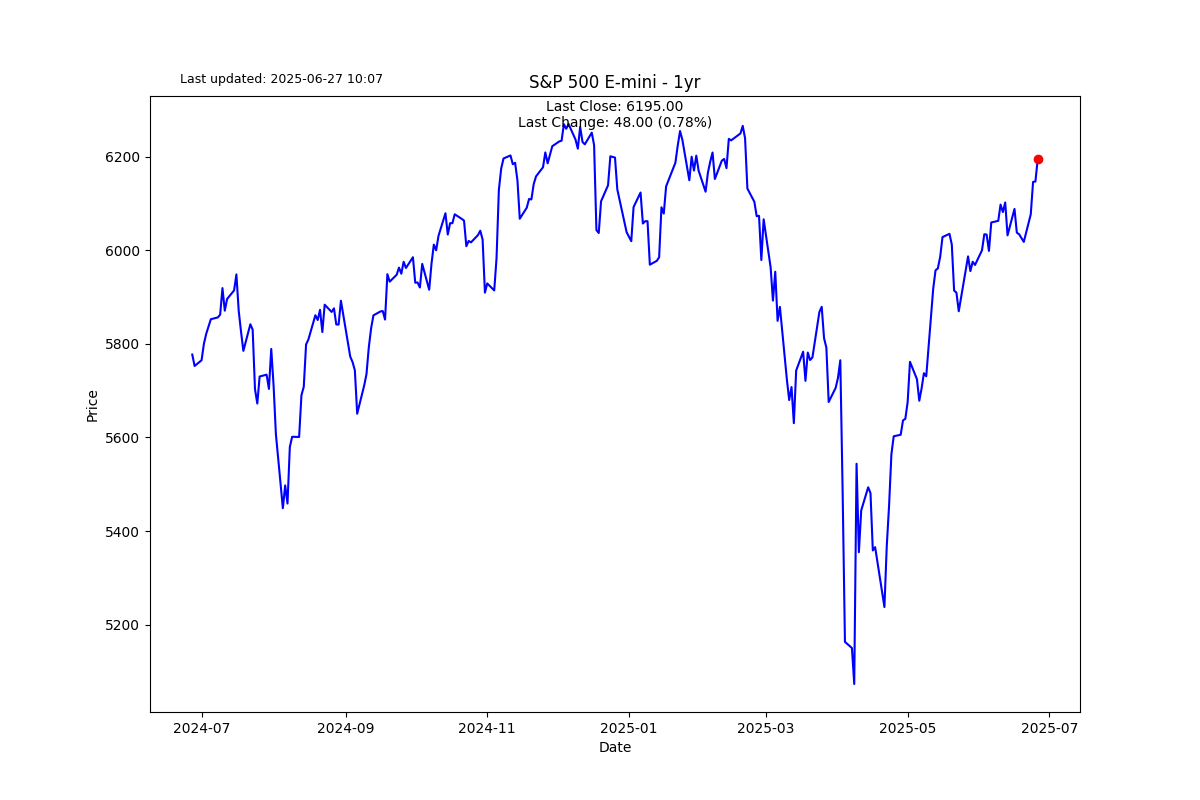 Last updated: 2025-06-27 10:07
S&P 500 E-mini - 1yr
Last Close: 6195.00
Last Change: 48.00 (0.78%)
6200
6000
5800
5600
5400
5200
Price
2024-07 2024-09 2024-11 2025-01 2025-03 2025-05 2025-07
Date